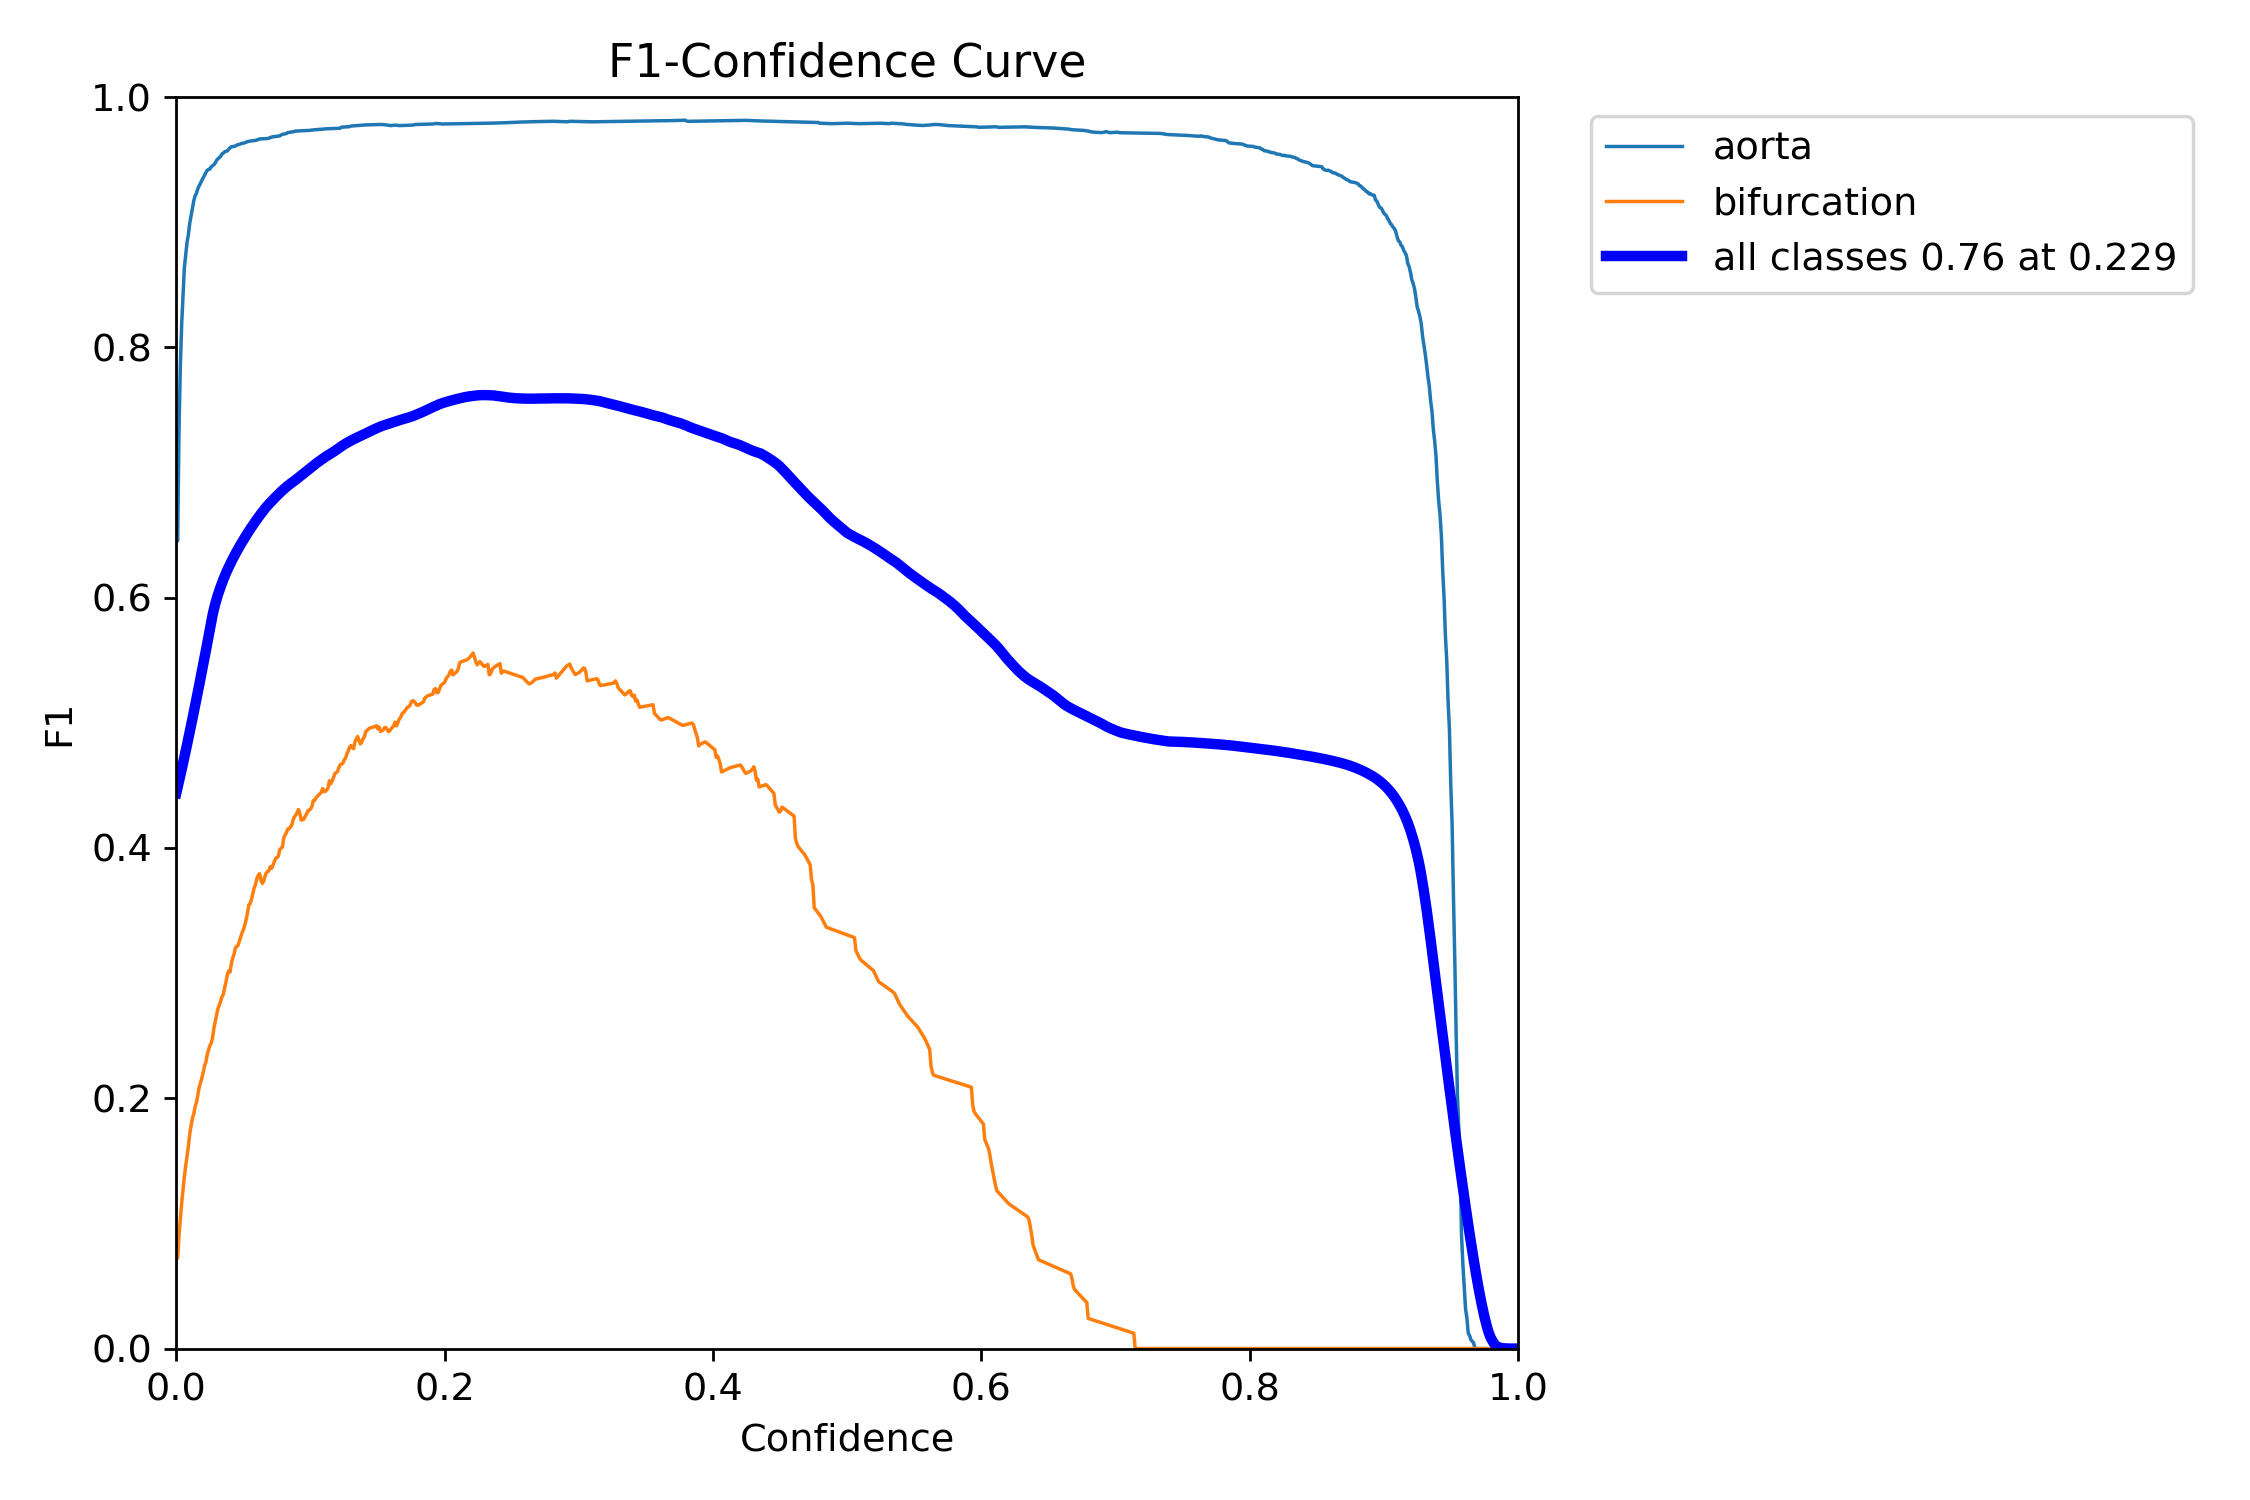 F1-Confidence Curve
1.0
0.8
0.6
0.4
0.2
0.0
F1
0.0 0.2 0.4 0.6 0.8 1.0
Confidence
aorta
bifurcation
all classes 0.76 at 0.229